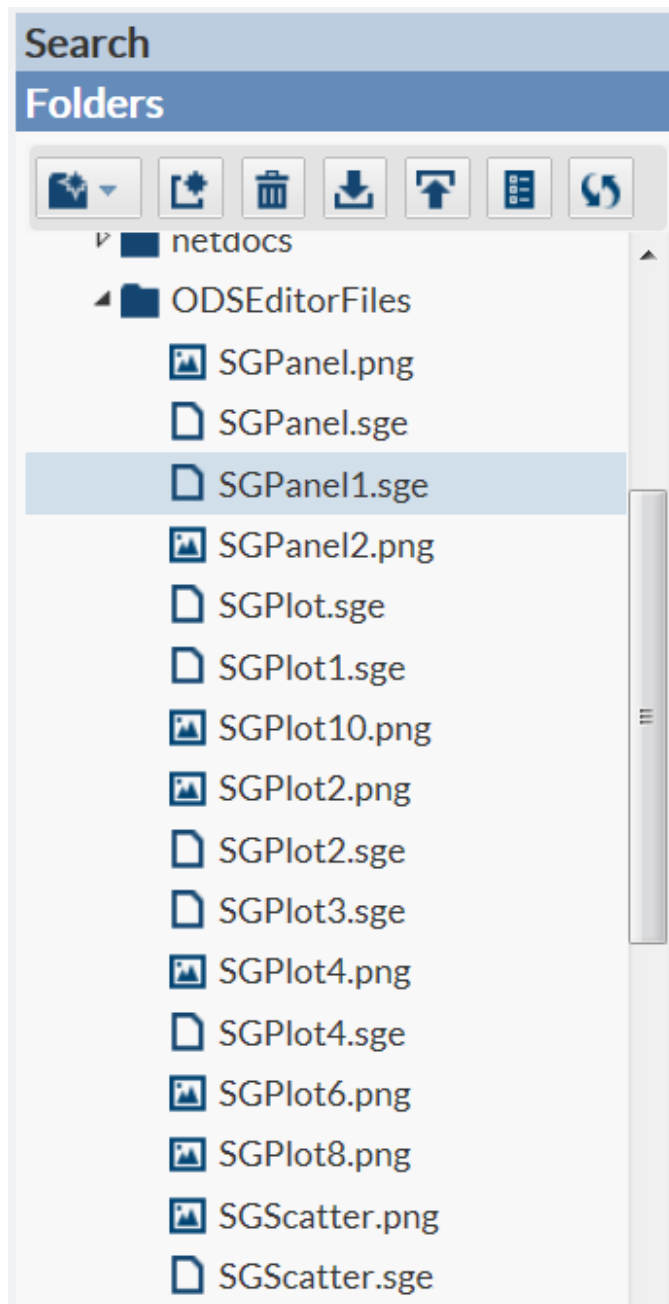 Search
Folders
netdocs
ODSEditorFiles
SGPanel.png
SGPanel.sge
SGPanel1.sge
SGPanel2.png
SGPlot.sge
SGPlot1.sge
SGPlot10.png
SGPlot2.png
SGPlot2.sge
SGPlot3.sge
SGPlot4.png
SGPlot4.sge
SGPlot6.png
SGPlot8.png
SGScatter.png
SGScatter.sge